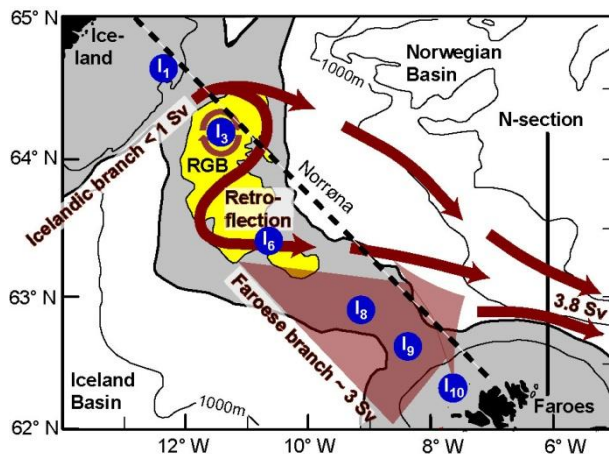 65° N
Ice-
land
I1
1000m
Norwegian
Basin
N-section
Icelandic branch < 1 Sv
I3
64° N
RGB
Norrøna
Retro-
flection
I6
63° N
3.8 Sv
I8
Faroese branch ~ 3 Sv
I9
Iceland
Basin
1000m
I10
Faroes
62° N
12° W
10° W
8° W
6° W